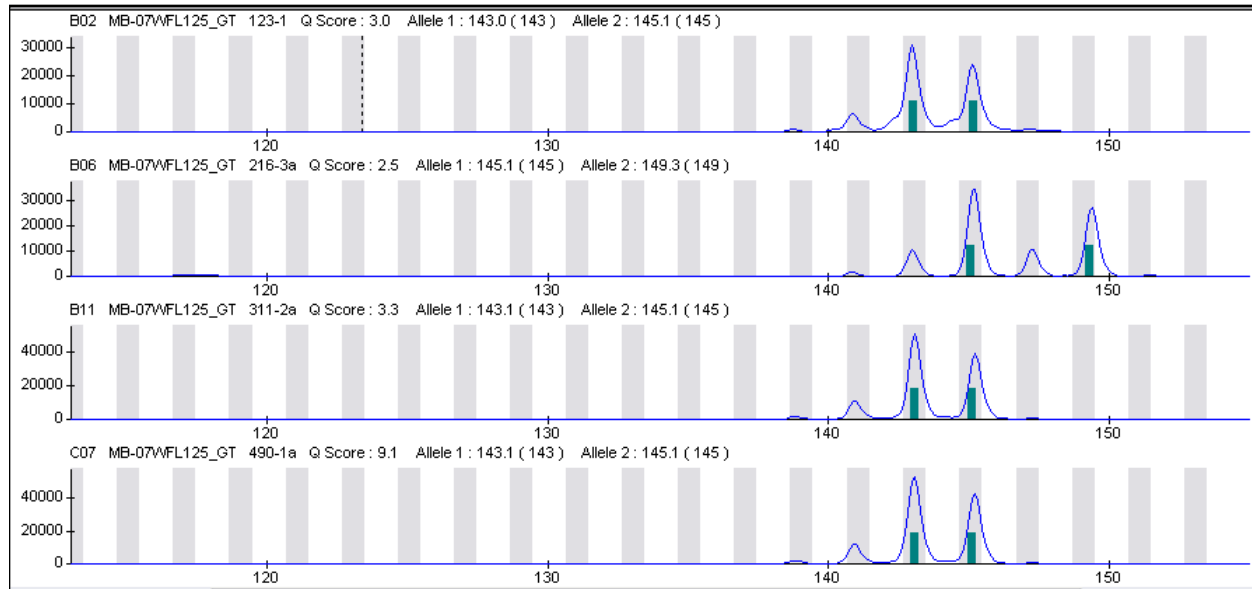 B02 MB-07WFL125_GT 123-1 Q Score : 3.0 Allele 1 : 143.0 ( 143 ) Allele 2 : 145.1 ( 145 )
30000
20000
10000
0
120 130 140 150
B06 MB-07WFL125_GT 216-3a Q Score : 2.5 Allele 1 : 145.1 ( 145 ) Allele 2 : 149.3 ( 149 )
30000
20000
10000
0
120 130 140 150
B11 MB-07WFL125_GT 311-2a Q Score : 3.3 Allele 1 : 143.1 ( 143 ) Allele 2 : 145.1 ( 145 )
40000
20000
0
120 130 140 150
C07 MB-07WFL125_GT 490-1a Q Score : 9.1 Allele 1 : 143.1 ( 143 ) Allele 2 : 145.1 ( 145 )
40000
20000
0
120 130 140 150